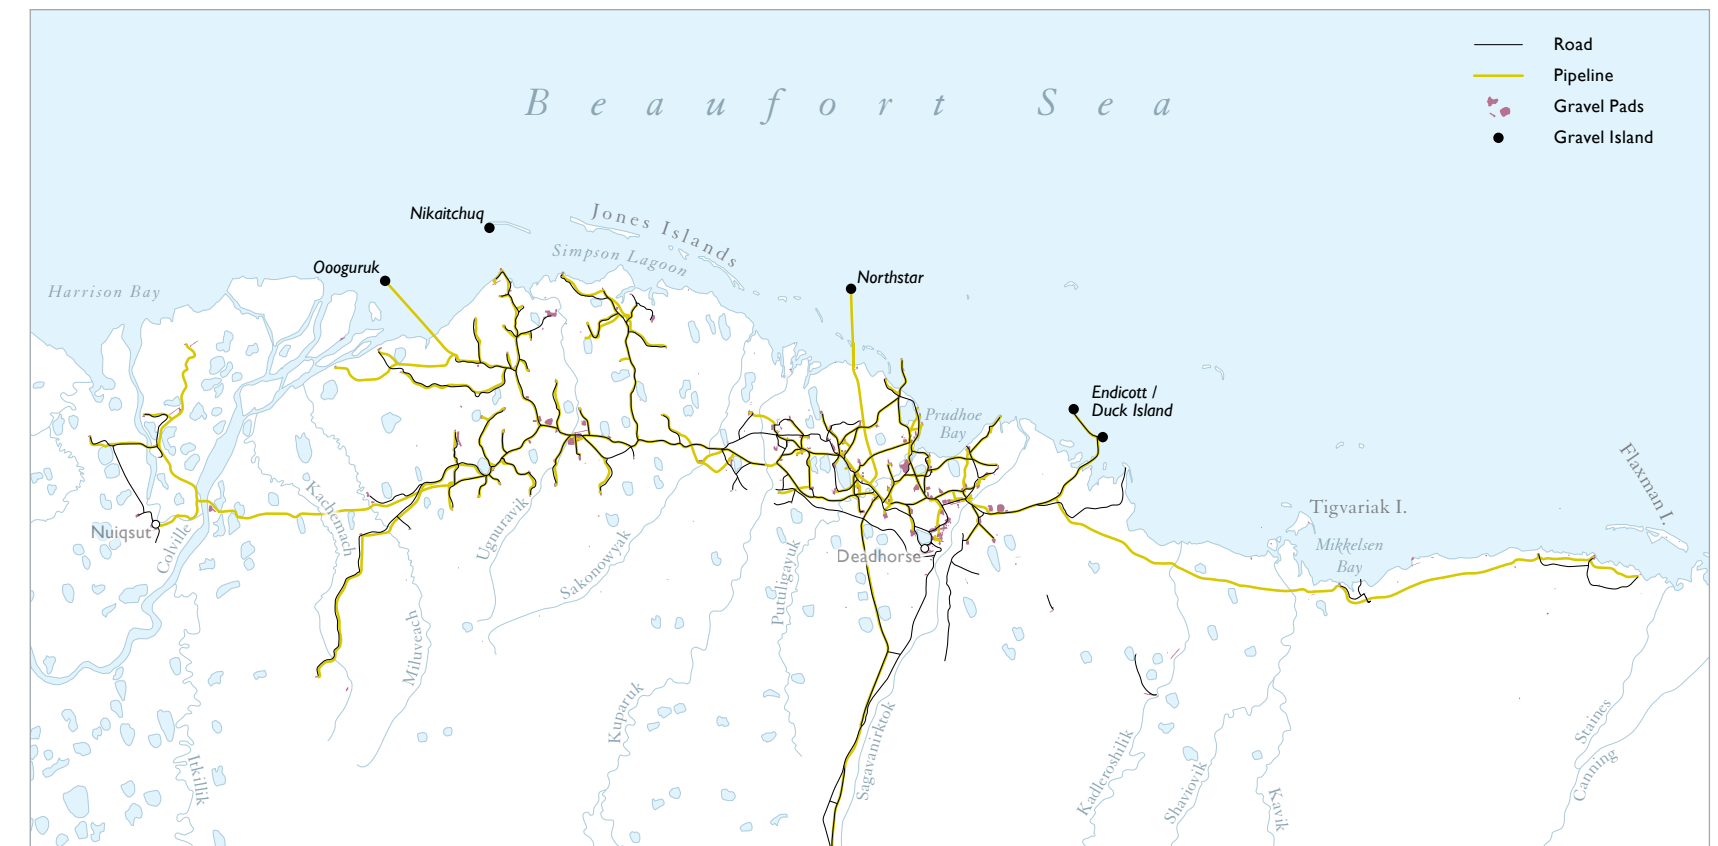 Road
Pipeline
Beaufort Sea
Gravel Pads
Gravel Island
Nikaitchuq
Jones Islands
Simpson Lagoon
Oooguruk
Northstar
Harrison Bay
Endicott /
Duck Island
Prudhoe
Bay
Flaxman I.
Tigvariak I.
Mikkelsen
Bay
Nuiqsut
Colville
Kachemach
Ugnuravik
Sakonowyak
Putuligayuk
Deadhorse
Miluveach
Kuparuk
Sagavanirktok
Itkillik
Kadleroshilik
Shaviovik
Kavik
Staines
Canning